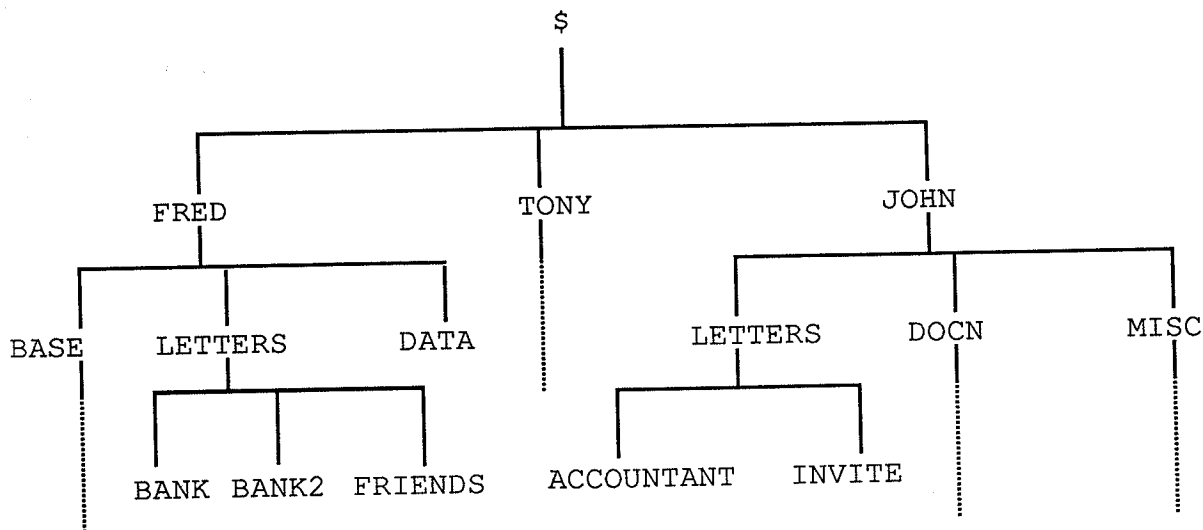 $
FRED TONY JOHN
BASE LETTERS DATA LETTERS DOCN MISC
BANK BANK2 FRIENDS ACCOUNTANT INVITE